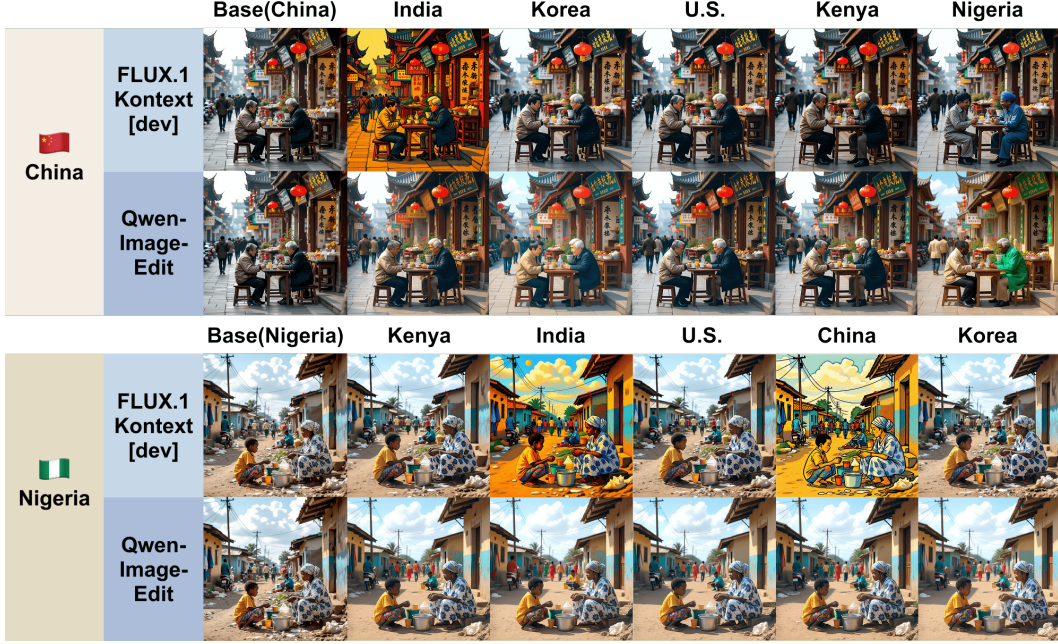 Base(China) India Korea U.S. Kenya Nigeria
China
FLUX.1
Kontext
[dev]
Qwen-
Image-
Edit
Base(Nigeria) Kenya India U.S. China Korea
Nigeria
FLUX.1
Kontext
[dev]
Qwen-
Image-
Edit